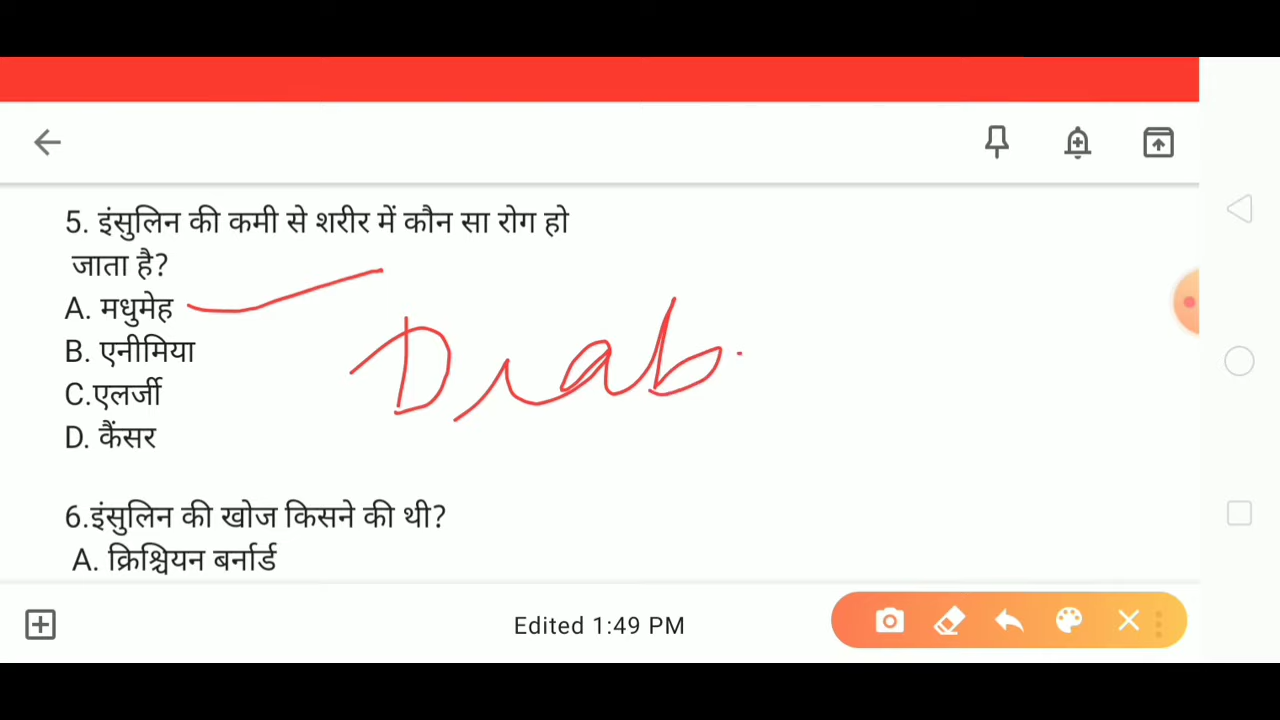 5. इंसुलिन की कमी से शरीर में कौन सा रोग हो
जाता है?
A. मधुमेह
B. एनीमिया
C.एलर्जी
D. कैंसर
Diab
6.इंसुलिन की खोज किसने की थी?
A. क्रिश्चियन बर्नार्ड
Edited 1:49 PM